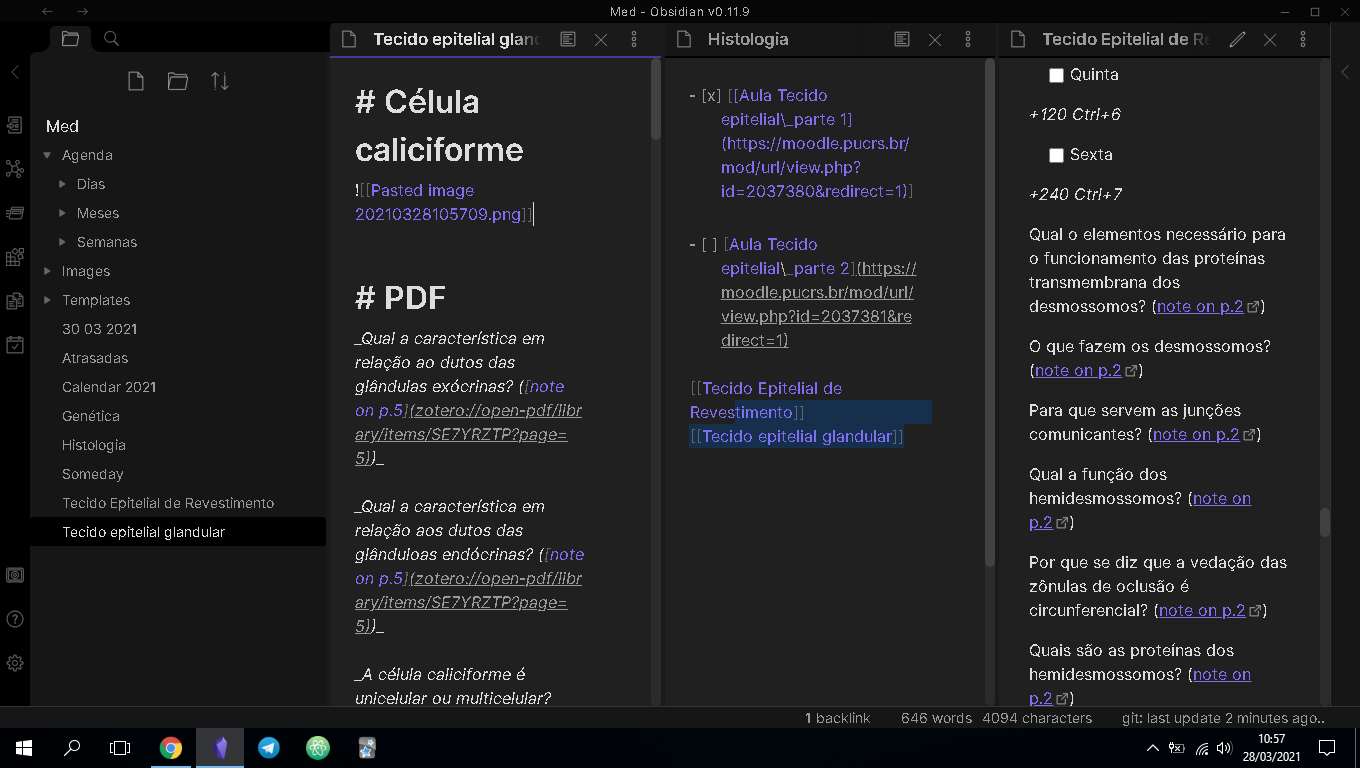 Med - Obsidian v0.11.9
Tecido epitelial glan
Histologia
Tecido Epitelial de Re
Med
Agenda
Dias
Meses
Semanas
Images
Templates
30 03 2021
Atrasadas
Calendar 2021
Genética
Histologia
Someday
Tecido Epitelial de Revestimento
Tecido epitelial glandular
# Célula
caliciforme
![[Pasted image
20210328105709.png]]
# PDF
_Qual a característica em
relação ao dutos das
glândulas exócrinas? ([note
on p.5](zotero://open-pdf/libr
ary/items/SE7YRZTP?page=
5))_
_Qual a característica em
relação aos dutos das
glânduloas endócrinas? ([note
on p.5](zotero://open-pdf/libr
ary/items/SE7YRZTP?page=
5))_
_A célula caliciforme é
unicelular ou multicelular?
- [x] [[Aula Tecido
epitelial\_parte 1]
(https://moodle.pucrs.br/
mod/url/view.php?
id=2037380&redirect=1)]
- [ ] [Aula Tecido
epitelial\_parte 2](https://
moodle.pucrs.br/mod/url/
view.php?id=2037381&re
direct=1)
[[Tecido Epitelial de
Revestimento]]
[[Tecido epitelial glandular]]
Quinta
+120 Ctrl+6
Sexta
+240 Ctrl+7
Qual o elementos necessário para
o funcionamento das proteínas
transmembrana dos
desmossomos? (note on p.2)
O que fazem os desmossomos?
(note on p.2)
Para que servem as junções
comunicantes? (note on p.2)
Qual a função dos
hemidesmossomos? (note on
p.2)
Por que se diz que a vedação das
zônulas de oclusão é
circunferencial? (note on p.2)
Quais são as proteínas dos
hemidesmossomos? (note on
p.2)
1 backlink
646 words
4094 characters
git: last update 2 minutes ago..
10:57
28/03/2021